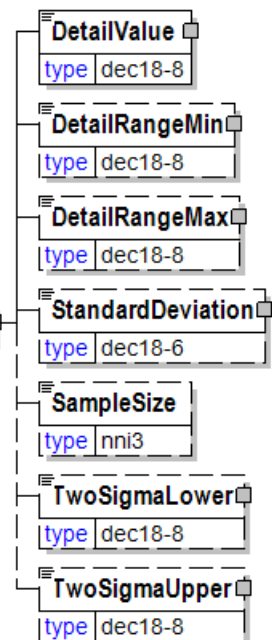 DetailValue
type dec18-8
DetailRangeMin
type dec18-8
DetailRangeMax
type dec18-8
StandardDeviation
type dec18-6
SampleSize
type nni3
TwoSigmaLower
type dec18-8
TwoSigmaUpper
type dec18-8